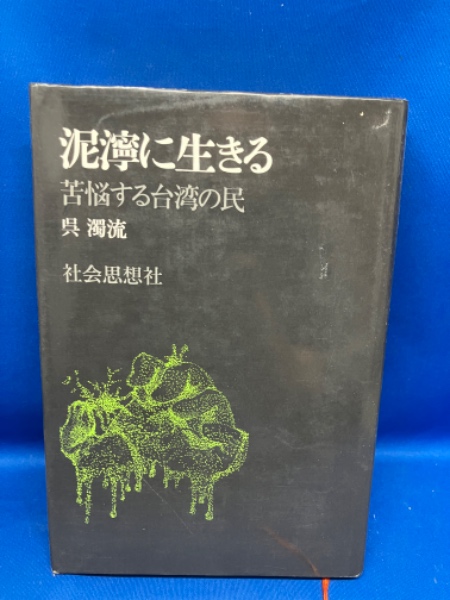 泥濘に生きる
苦悩する台湾の民
呉 濁流
社会思想社